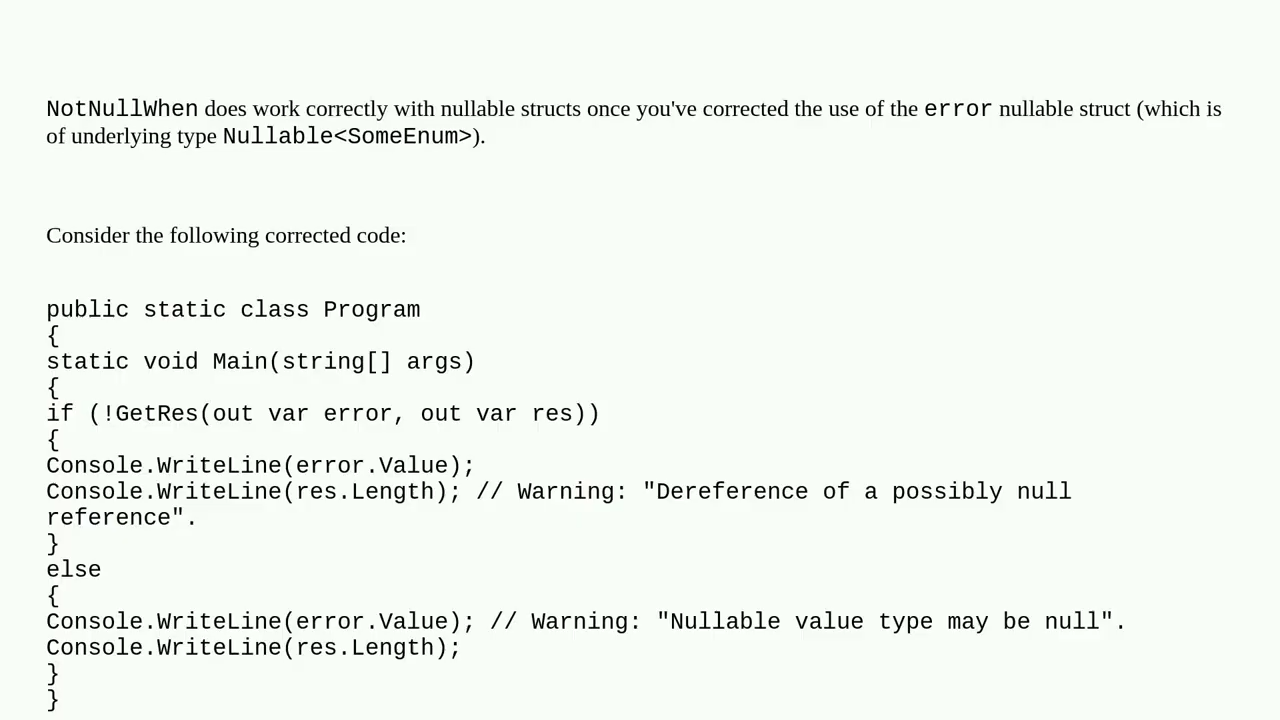 NotNullWhen does work correctly with nullable structs once you've corrected the use of the error nullable struct (which is
of underlying type Nullable<SomeEnum>).
Consider the following corrected code:
public static class Program
{
static void Main(string[] args)
{
if (!GetRes(out var error, out var res))
{
Console.WriteLine(error.Value);
Console.WriteLine(res.Length); // Warning: "Dereference of a possibly null
reference".
}
else
{
Console.WriteLine(error.Value); // Warning: "Nullable value type may be null".
Console.WriteLine(res.Length);
}
}